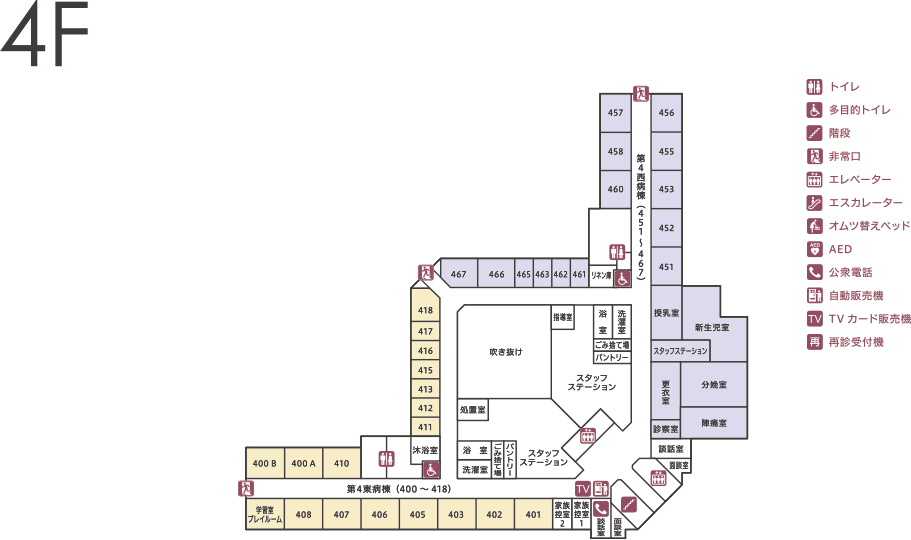 4F
トイレ
多目的トイレ
階段
非常口
エレベーター
エスカレーター
オムツ替えベッド
AED
AED
公衆電話
自動販売機
TV
TVカード販売機
再
再診受付機
457
456
458
455
460
453
452
451
第4西病棟(451〜467)
リネン庫
467
466
465
463
462
461
418
417
416
415
413
412
411
指導室
浴室
洗濯室
ごみ捨て場
パントリー
吹き抜け
スタッフ
ステーション
授乳室
新生児室
スタッフステーション
更衣室
分娩室
診察室
陣痛室
談話室
面談室
処置室
沐浴室
浴室
洗濯室
ごみ捨て場
パントリー
スタッフ
ステーション
400 B
400 A
410
第4東病棟(400〜418)
TV
学習室
プレイルーム
408
407
406
405
403
402
401
家族控室2
家族控室1
談話室
面談室